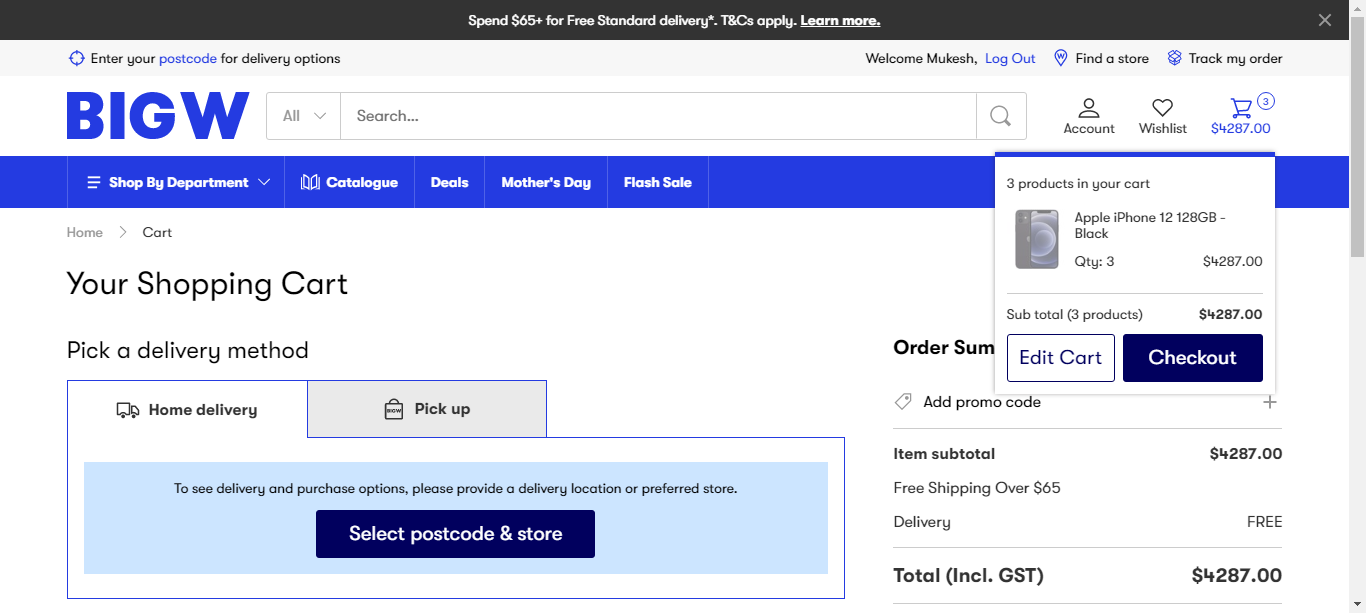 Spend $65+ for Free Standard delivery*. T&Cs apply. Learn more.
Enter your postcode for delivery options
Welcome Mukesh, Log Out Find a store Track my order
BIGW
All Search...
Account Wishlist $4287.00
3
Shop By Department Catalogue Deals Mother's Day Flash Sale
3 products in your cart
Apple iPhone 12 128GB -
Black
Qty: 3 $4287.00
Sub total (3 products) $4287.00
Edit Cart Checkout
Home Cart
Your Shopping Cart
Pick a delivery method
Home delivery
BIGW Pick up
To see delivery and purchase options, please provide a delivery location or preferred store.
Select postcode & store
Order Sum
Add promo code
Item subtotal $4287.00
Free Shipping Over $65
Delivery FREE
Total (Incl. GST) $4287.00